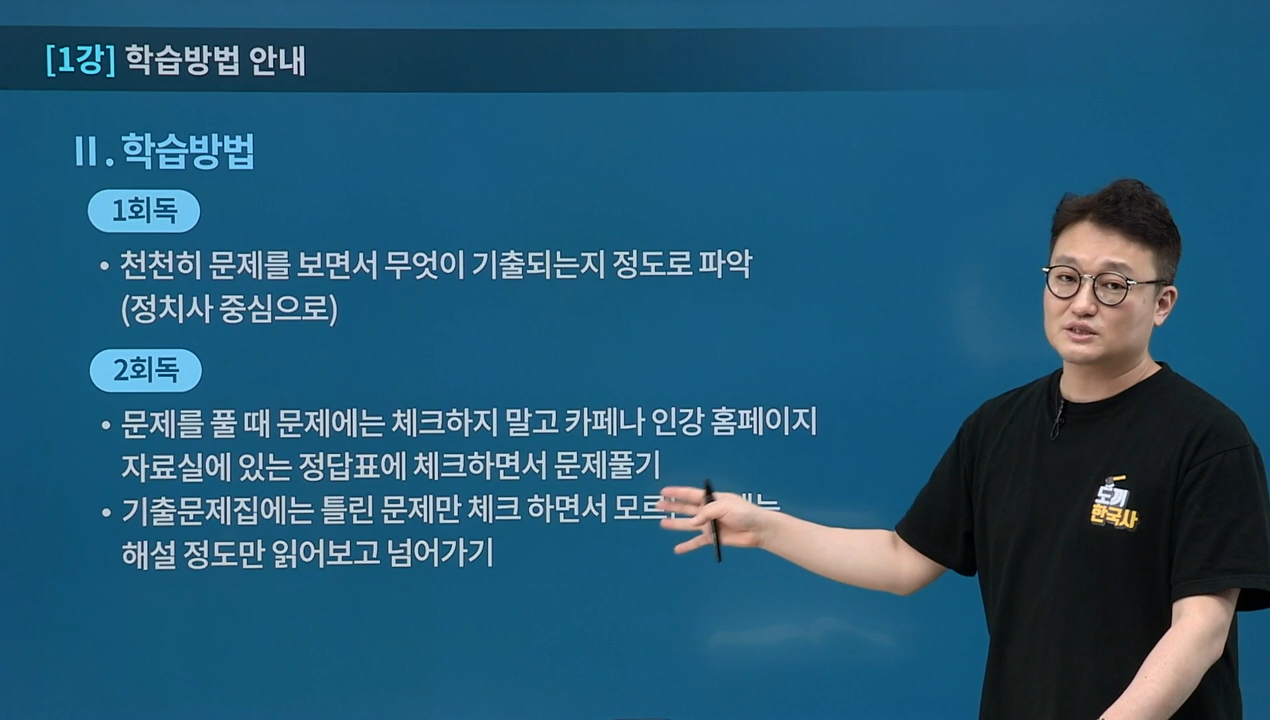 [1강] 학습방법 안내
Ⅱ. 학습방법
1회독
• 천천히 문제를 보면서 무엇이 기출되는지 정도로 파악
(정치사 중심으로)
2회독
• 문제를 풀 때 문제에는 체크하지 말고 카페나 인강 홈페이지
자료실에 있는 정답표에 체크하면서 문제풀기
• 기출문제집에는 틀린 문제만 체크 하면서
해설 정도만 읽어보고 넘어가기
도끼
한국사